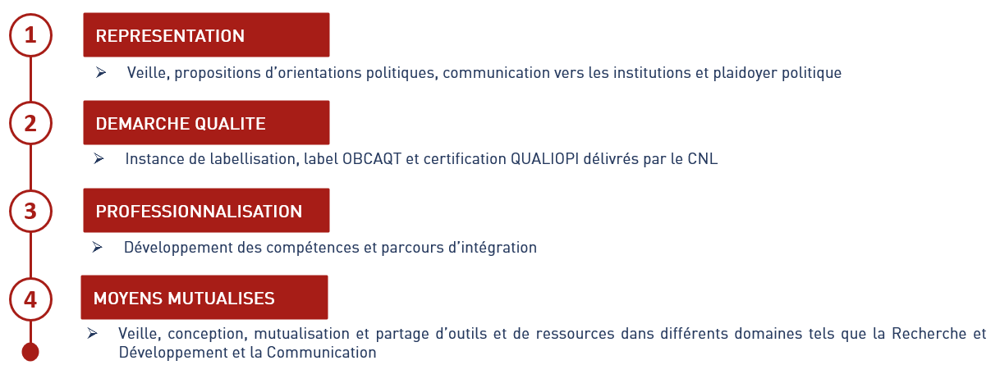 1
REPRESENTATION
Veille, propositions d’orientations politiques, communication vers les institutions et plaidoyer politique
2
DEMARCHE QUALITE
Instance de labellisation, label OBCAQT et certification QUALIOPI délivrés par le CNL
3
PROFESSIONNALISATION
Développement des compétences et parcours d’intégration
4
MOYENS MUTUALISES
Veille, conception, mutualisation et partage d’outils et de ressources dans différents domaines tels que la Recherche et
Développement et la Communication